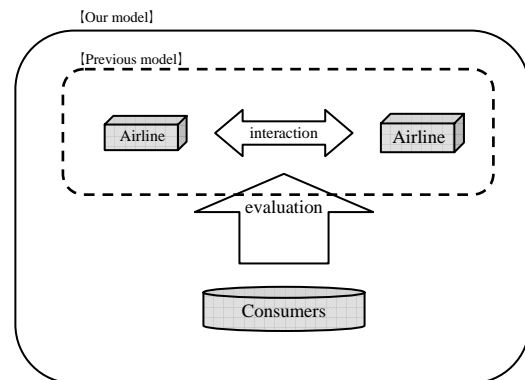 【Our model】
【Previous model】
Airline
interaction
Airline
evaluation
Consumers